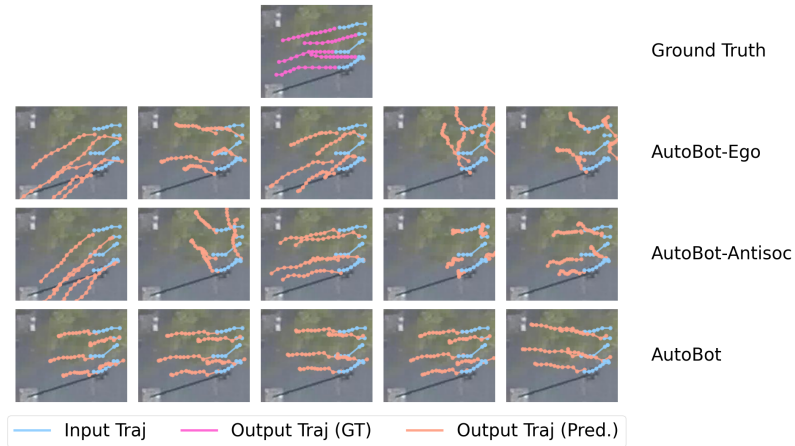 Ground Truth
AutoBot-Ego
AutoBot-Antisoc
AutoBot
Input Traj
Output Traj (GT)
Output Traj (Pred.)